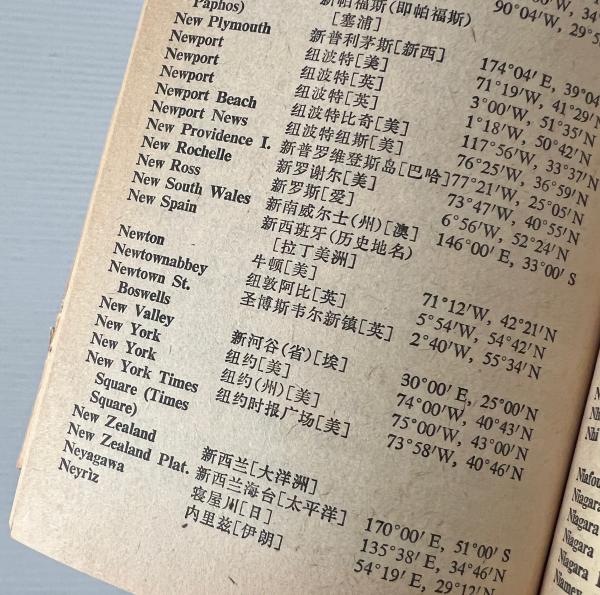 Paphos) 新帕福斯(即帕福斯)
[塞浦] 90°04′W, 29°5
New Plymouth 新普利茅斯[新西] 174°04′E, 39°04
Newport 纽波特[美] 71°19′W, 41°29′N
Newport 纽波特[英] 3°00′W, 51°35′N
Newport 纽波特[英] 1°18′W, 50°42′N
Newport Beach 纽波特比奇[美] 117°56′W, 33°37′N
Newport News 纽波特纽斯[美] 76°25′W, 36°59′N
New Providence I. 新普罗维登斯岛[巴哈]77°21′W, 25°05′N
New Rochelle 新罗谢尔[美] 73°47′W, 40°55′N
New Ross 新罗斯[爱] 6°56′W, 52°24′N
New South Wales 新南威尔士(州)[澳] 146°00′E, 33°00′S
New Spain 新西班牙(历史地名)
[拉丁美洲]
Newton 牛顿[美] 71°12′W, 42°21′N
Newtownabbey 纽敦阿比[英] 5°54′W, 54°42′N
Newtown St. 圣博斯韦尔新镇[英] 2°40′W, 55°34′N
Boswells
New Valley 新河谷(省)[埃] 30°00′E, 25°00′N
New York 纽约[美] 74°00′W, 40°43′N
New York 纽约(州)[美] 75°00′W, 43°00′N
New York Times 纽约时报广场[美] 73°58′W, 40°46′N
Square (Times
Square)
New Zealand 新西兰[大洋洲]
New Zealand Plat. 新西兰海台[太平洋] 170°00′E, 51°00′S
Neyagawa 寝屋川[日] 135°38′E, 34°46′N
Neyrīz 内里兹[伊朗] 54°19′E, 29°12′N
Nhi
Niafou
Niagara
Niagara
Niagara
Niagara
Niamey